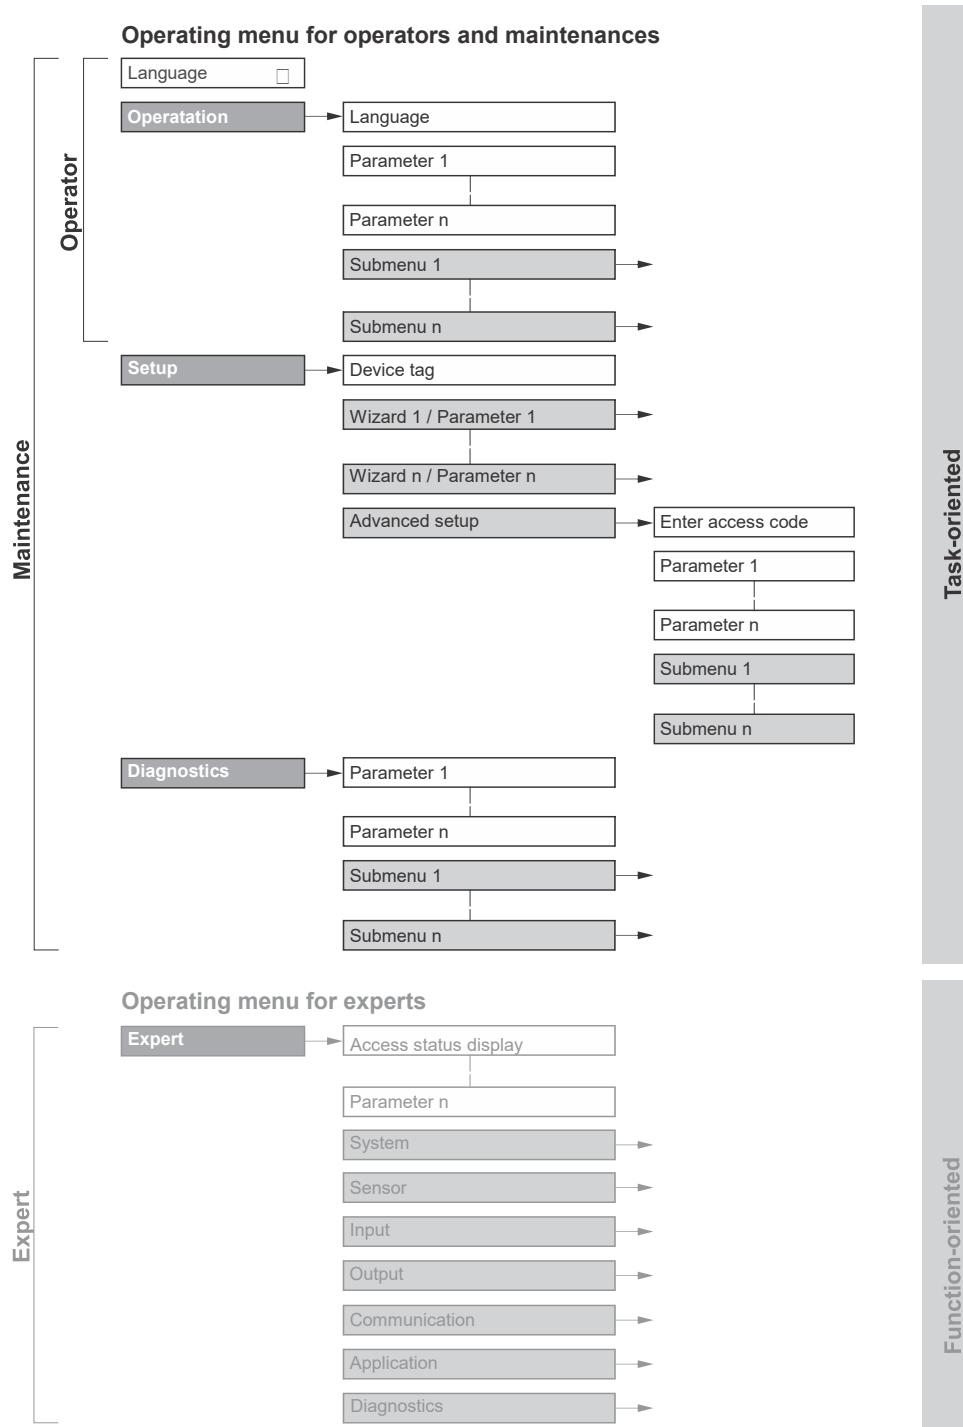 Operating menu for operators and maintenances
Language
Operatation
Language
Parameter 1
Parameter n
Submenu 1
Submenu n
Operator
Setup
Device tag
Wizard 1 / Parameter 1
Wizard n / Parameter n
Advanced setup
Enter access code
Parameter 1
Parameter n
Submenu 1
Submenu n
Maintenance
Task-oriented
Diagnostics
Parameter 1
Parameter n
Submenu 1
Submenu n
Operating menu for experts
Expert
Access status display
Parameter n
System
Sensor
Input
Output
Communication
Application
Diagnostics
Expert
Function-oriented